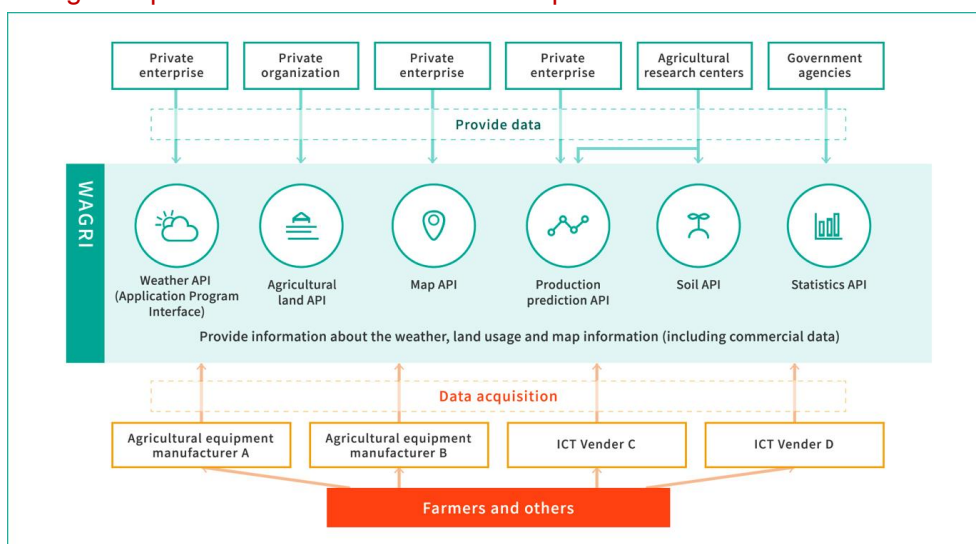 Private enterprise
Private organization
Private enterprise
Private enterprise
Agricultural research centers
Government agencies
Provide data
WAGRI
Weather API (Application Program Interface)
Agricultural land API
Map API
Production prediction API
Soil API
Statistics API
Provide information about the weather, land usage and map information (including commercial data)
Data acquisition
Agricultural equipment manufacturer A
Agricultural equipment manufacturer B
ICT Vender C
ICT Vender D
Farmers and others